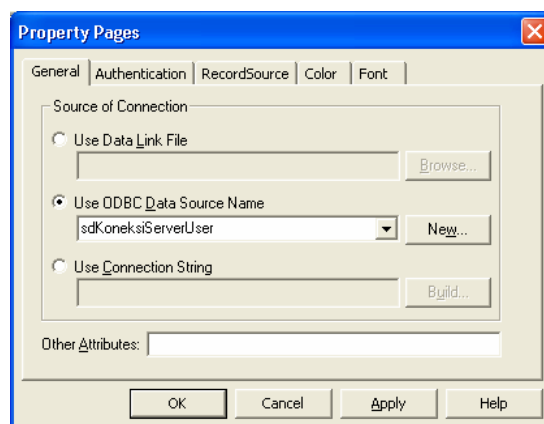 Property Pages
General Authentication RecordSource Color Font
Source of Connection
Use Data Link File
Browse...
Use ODBC Data Source Name
sdKoneksiServerUser New...
Use Connection String
Build...
Other Attributes:
OK Cancel Apply Help